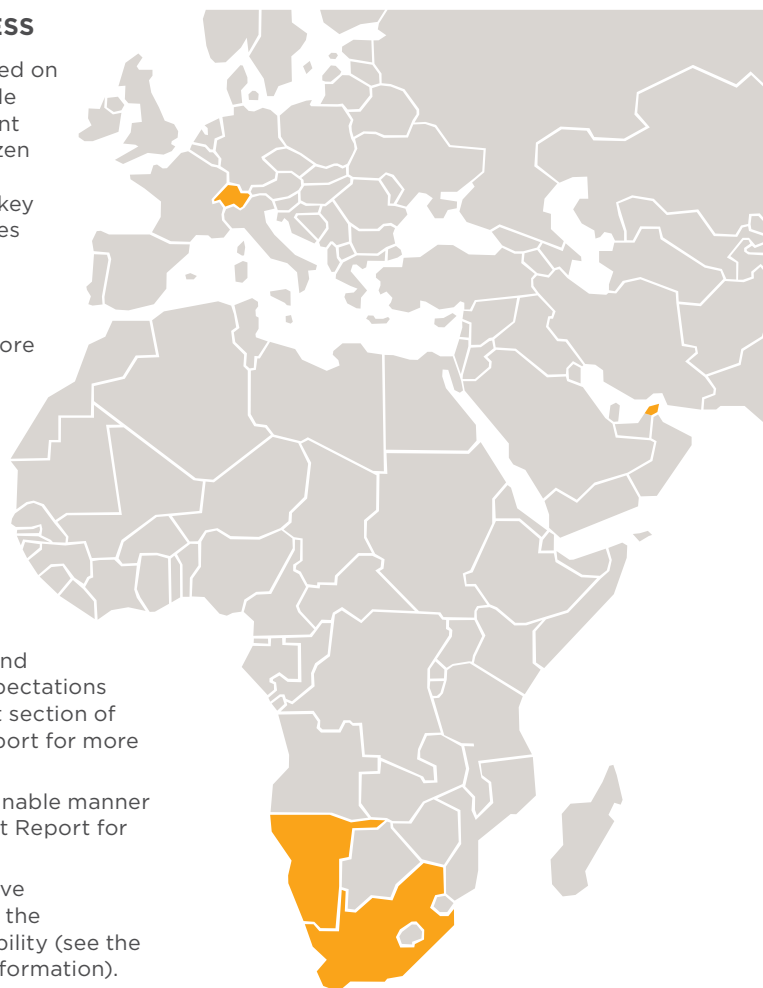 ESS
ed on
le
nt
zen
key
es
ore
nd
pectations
t section of
port for more
nable manner
t Report for
ve
the
bility (see the
formation).